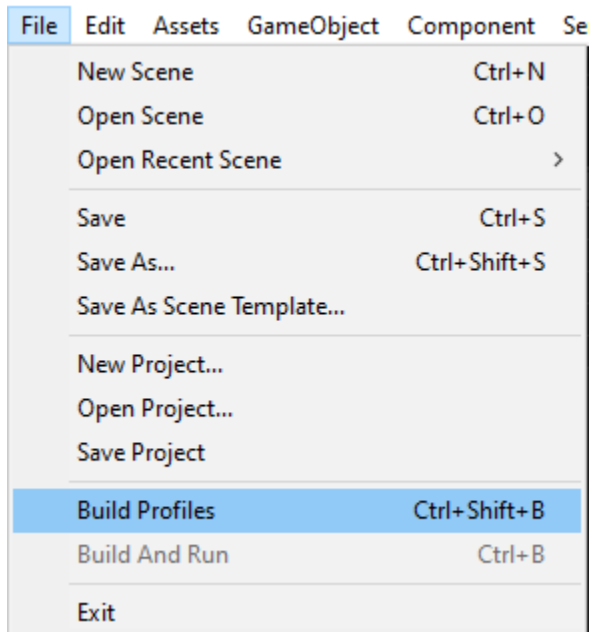 File Edit Assets GameObject Component Se
New Scene Ctrl+N
Open Scene Ctrl+O
Open Recent Scene >
Save Ctrl+S
Save As... Ctrl+Shift+S
Save As Scene Template...
New Project...
Open Project...
Save Project
Build Profiles Ctrl+Shift+B
Build And Run Ctrl+B
Exit